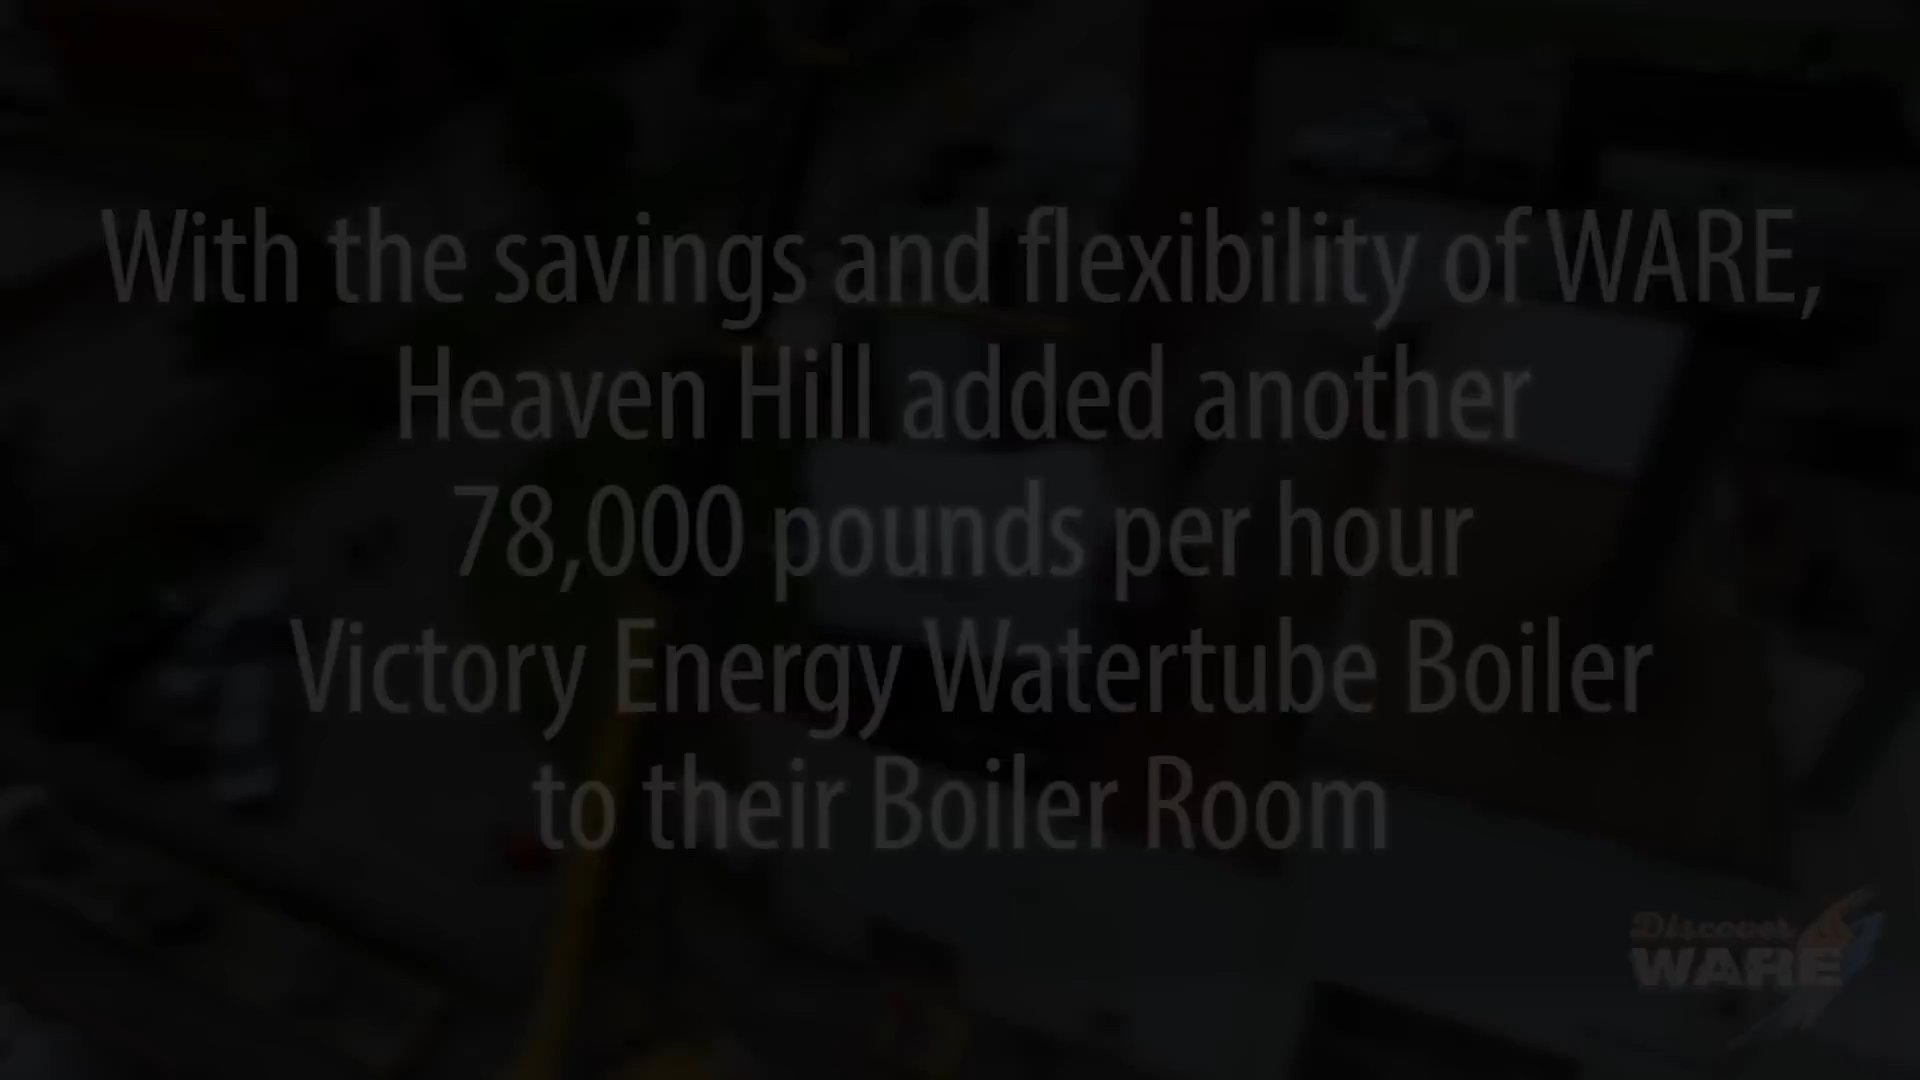 With the savings and flexibility of WARE,
Heaven Hill added another
78,000 pounds per hour
Victory Energy Watertube Boiler
to their Boiler Room
Discover
WARE